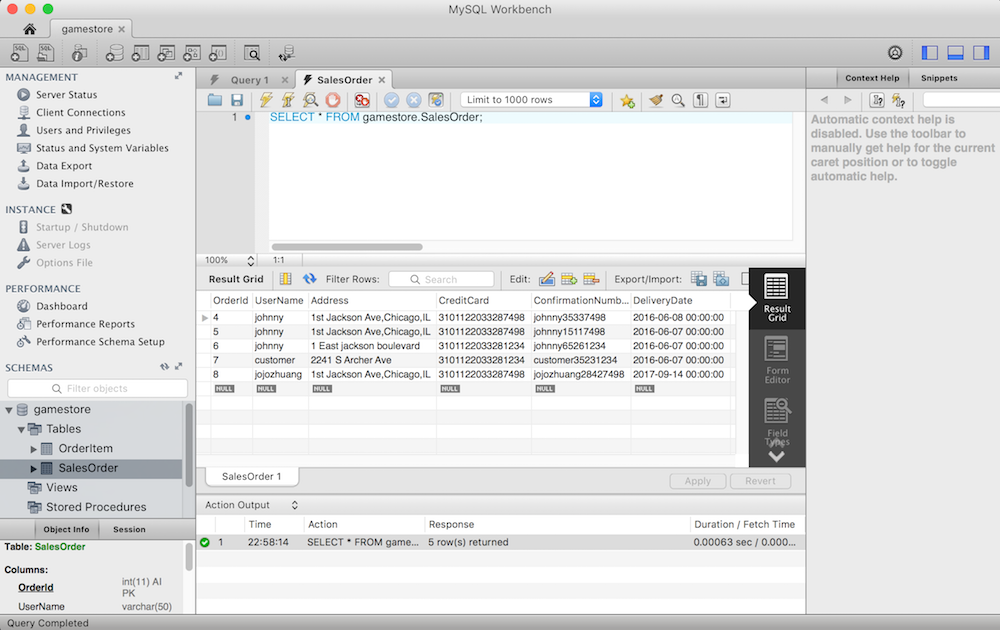 MySQL Workbench
gamestore
MANAGEMENT
Server Status
Client Connections
Users and Privileges
Status and System Variables
Data Export
Data Import/Restore
INSTANCE
Startup / Shutdown
Server Logs
Options File
PERFORMANCE
Dashboard
Performance Reports
Performance Schema Setup
SCHEMAS
Filter objects
gamestore
Tables
OrderItem
SalesOrder
Views
Stored Procedures
Object Info Session
Table: SalesOrder
Columns:
OrderId int(11) AI
PK
UserName varchar(50)
Query 1 SalesOrder
Limit to 1000 rows
1 SELECT * FROM gamestore.SalesOrder;
100% 1:1
Result Grid Filter Rows: Search Edit: Export/Import:
OrderId UserName Address CreditCard ConfirmationNumb... DeliveryDate
4 johnny 1st Jackson Ave,Chicago,IL 3101122033287498 johnny35337498 2016-06-08 00:00:00
5 johnny 1st Jackson Ave,Chicago,IL 3101122033287498 johnny15117498 2016-06-07 00:00:00
6 johnny 1 East jackson boulevard 3101122033281234 johnny65261234 2016-06-07 00:00:00
7 customer 2241 S Archer Ave 3101122033281234 customer35231234 2016-06-07 00:00:00
8 jojozhuang 1st Jackson Ave,Chicago,IL 3101122033287498 jojozhuang28427498 2017-09-14 00:00:00
NULL NULL NULL NULL NULL NULL
Result
Grid
Form
Editor
Field
Types
SalesOrder 1
Apply Revert
Action Output
Time Action Response Duration / Fetch Time
1 22:58:14 SELECT * FROM game... 5 row(s) returned 0.00063 sec / 0.000...
Context Help Snippets
Automatic context help is
disabled. Use the toolbar to
manually get help for the current
caret position or to toggle
automatic help.
Query Completed